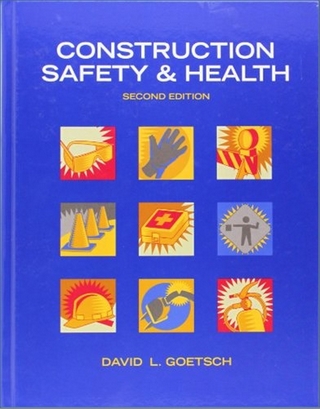 CONSTRUCTION
SAFETY & HEALTH
SECOND EDITION
DAVID L. GOETSCH